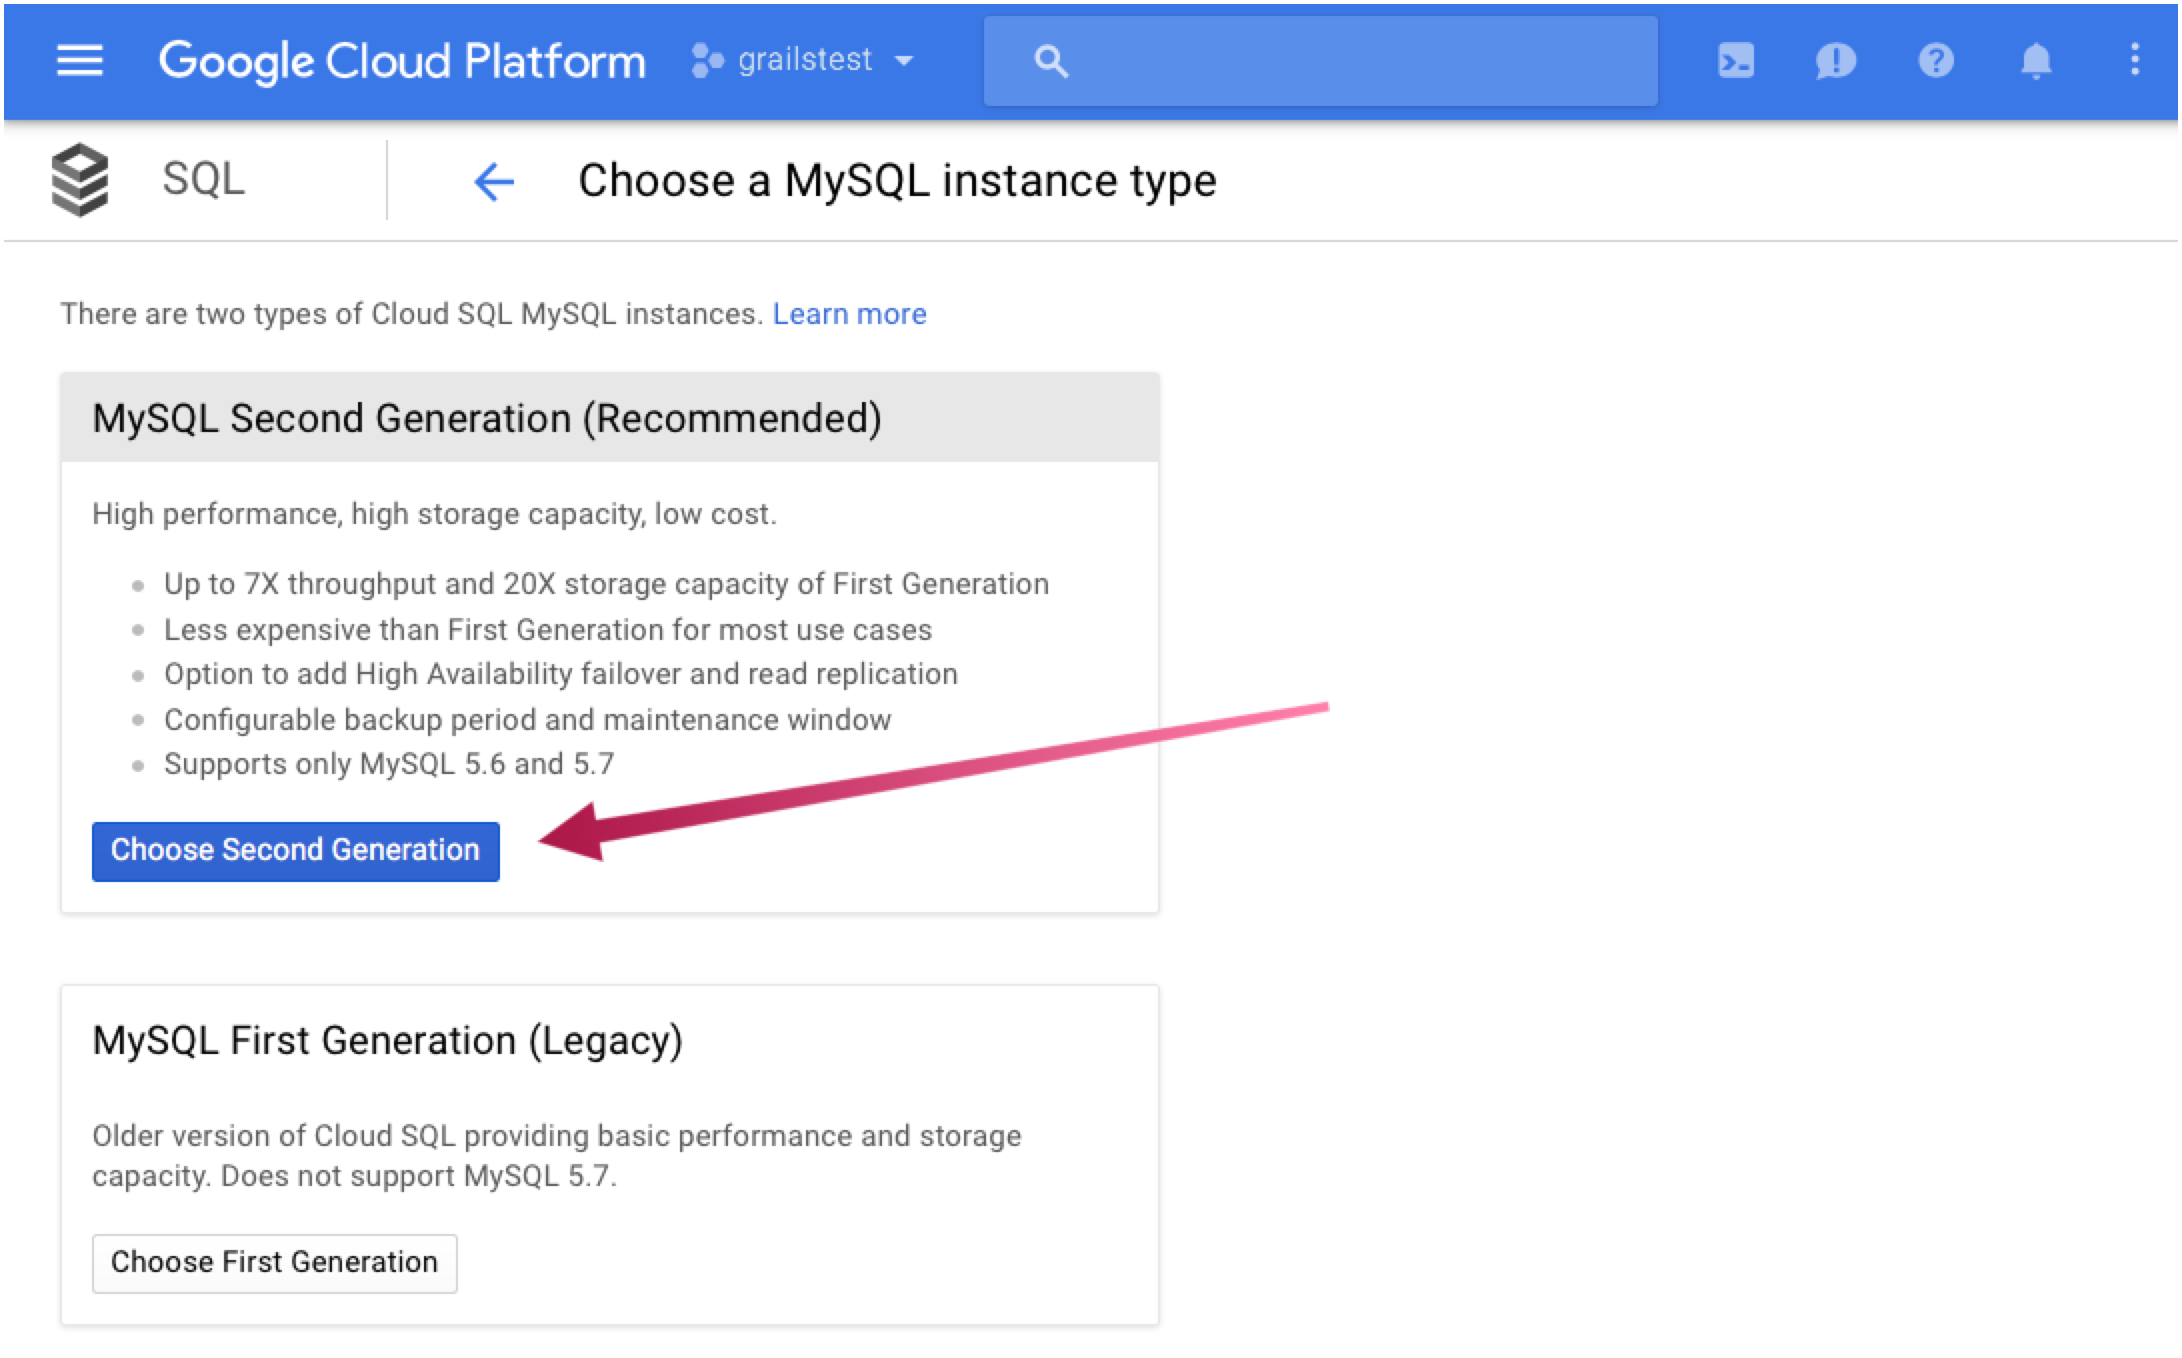 Google Cloud Platform grailstest
SQL Choose a MySQL instance type
There are two types of Cloud SQL MySQL instances. Learn more
MySQL Second Generation (Recommended)
High performance, high storage capacity, low cost.
Up to 7X throughput and 20X storage capacity of First Generation
Less expensive than First Generation for most use cases
Option to add High Availability failover and read replication
Configurable backup period and maintenance window
Supports only MySQL 5.6 and 5.7
Choose Second Generation
MySQL First Generation (Legacy)
Older version of Cloud SQL providing basic performance and storage
capacity. Does not support MySQL 5.7.
Choose First Generation